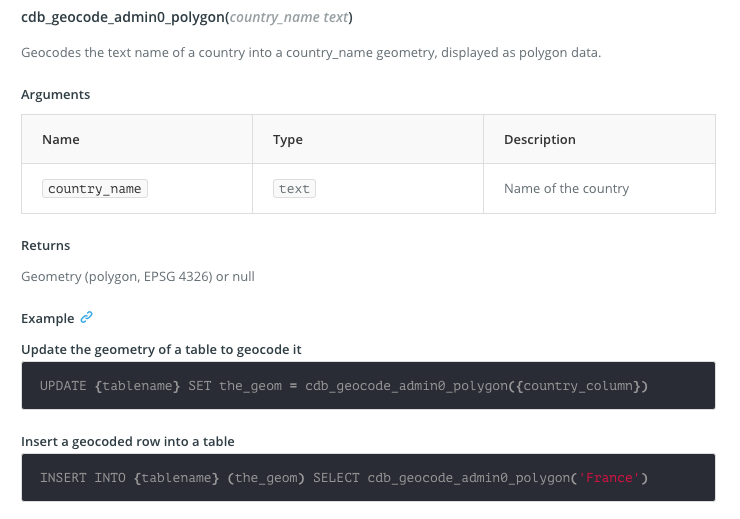 cdb_geocode_admin0_polygon(country_name text)
Geocodes the text name of a country into a country_name geometry, displayed as polygon data.
Arguments
Name Type Description
country_name text Name of the country
Returns
Geometry (polygon, EPSG 4326) or null
Example
Update the geometry of a table to geocode it
UPDATE {tablename} SET the_geom = cdb_geocode_admin0_polygon({country_column})
Insert a geocoded row into a table
INSERT INTO {tablename} (the_geom) SELECT cdb_geocode_admin0_polygon('France')